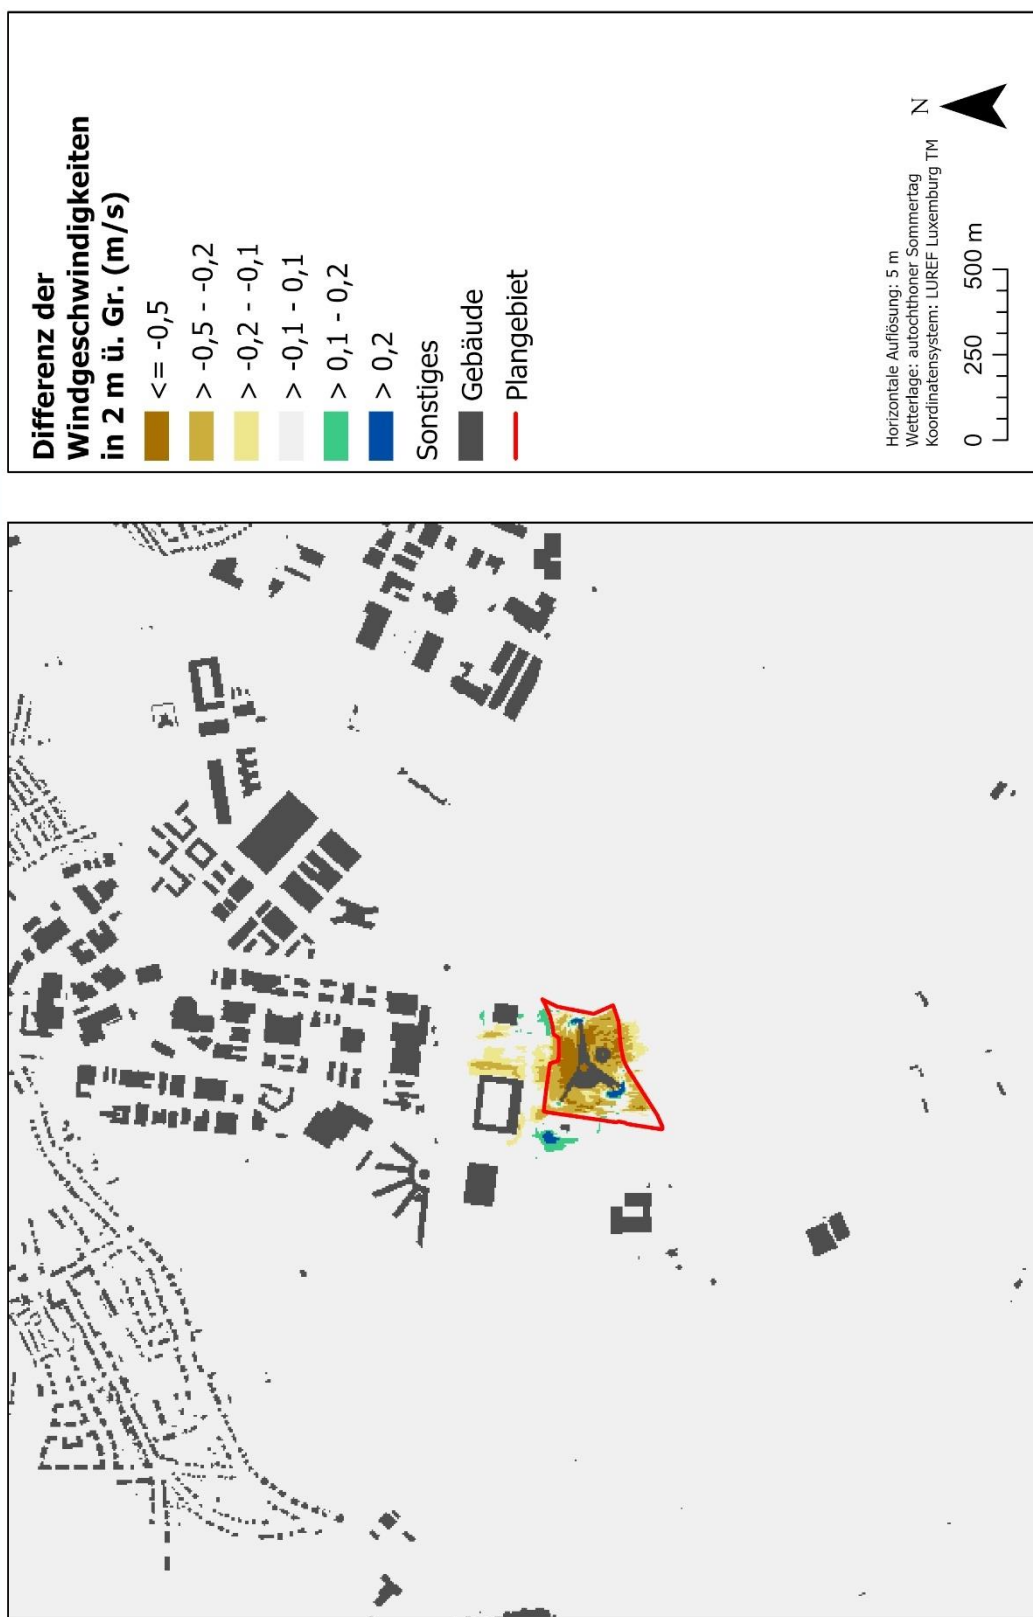 Differenz der
Windgeschwindigkeiten
in 2 m ü. Gr. (m/s)
<= -0,5
> -0,5 - -0,2
> -0,2 - -0,1
> -0,1 - 0,1
> 0,1 - 0,2
> 0,2
Sonstiges
Gebäude
Plangebiet
Horizontale Auflösung: 5 m
Wetterlage: autochthoner Sommertag
Koordinatensystem: LUREF Luxemburg TM
N
0 250 500 m